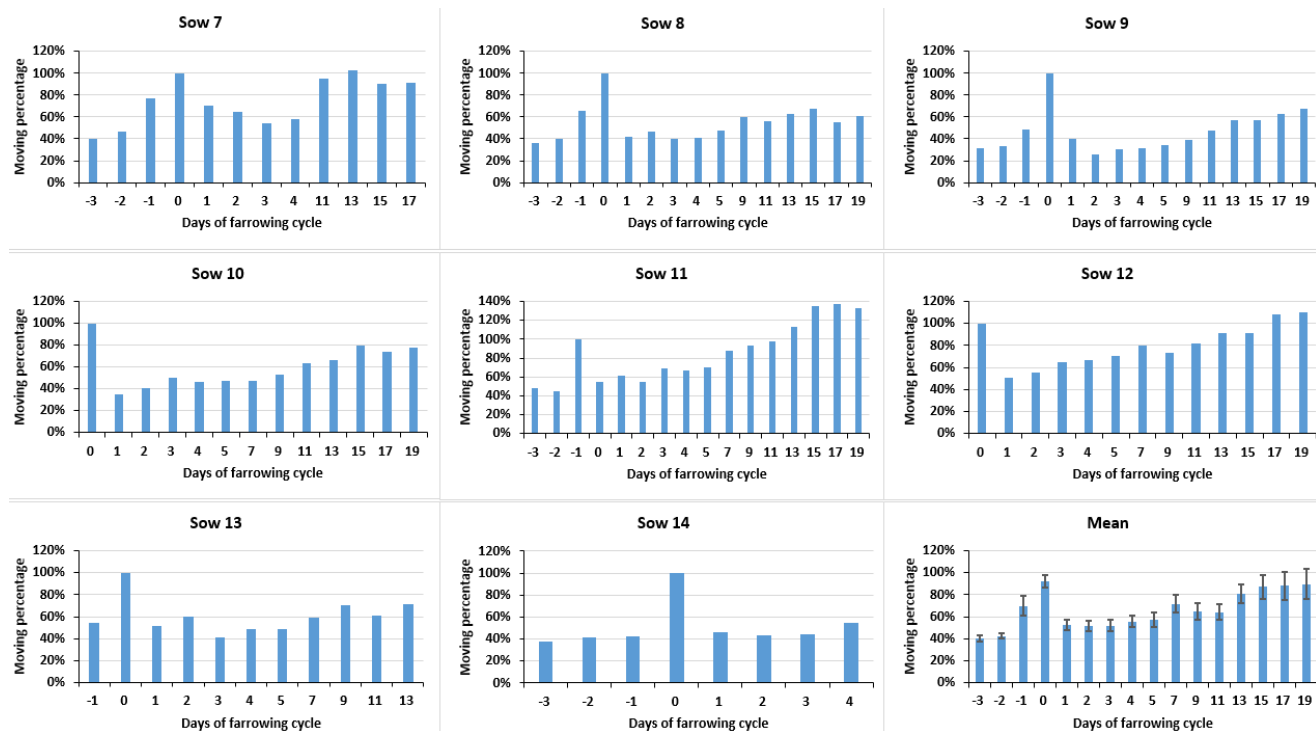 Sow 7
Moving percentage
120%
100%
80%
60%
40%
20%
0%
-3 -2 -1 0 1 2 3 4 11 13 15 17
Days of farrowing cycle
Sow 8
Moving percentage
120%
100%
80%
60%
40%
20%
0%
-3 -2 -1 0 1 2 3 4 5 9 11 13 15 17 19
Days of farrowing cycle
Sow 9
Moving percentage
120%
100%
80%
60%
40%
20%
0%
-3 -2 -1 0 1 2 3 4 5 9 11 13 15 17 19
Days of farrowing cycle
Sow 10
Moving percentage
120%
100%
80%
60%
40%
20%
0%
0 1 2 3 4 5 7 9 11 13 15 17 19
Days of farrowing cycle
Sow 11
Moving percentage
140%
120%
100%
80%
60%
40%
20%
0%
-3 -2 -1 0 1 2 3 4 5 7 9 11 13 15 17 19
Days of farrowing cycle
Sow 12
Moving percentage
120%
100%
80%
60%
40%
20%
0%
0 1 2 3 4 5 7 9 11 13 15 17 19
Days of farrowing cycle
Sow 13
Moving percentage
120%
100%
80%
60%
40%
20%
0%
-1 0 1 2 3 4 5 7 9 11 13
Days of farrowing cycle
Sow 14
Moving percentage
120%
100%
80%
60%
40%
20%
0%
-3 -2 -1 0 1 2 3 4
Days of farrowing cycle
Mean
Moving percentage
120%
100%
80%
60%
40%
20%
0%
-3 -2 -1 0 1 2 3 4 5 7 9 11 13 15 17 19
Days of farrowing cycle